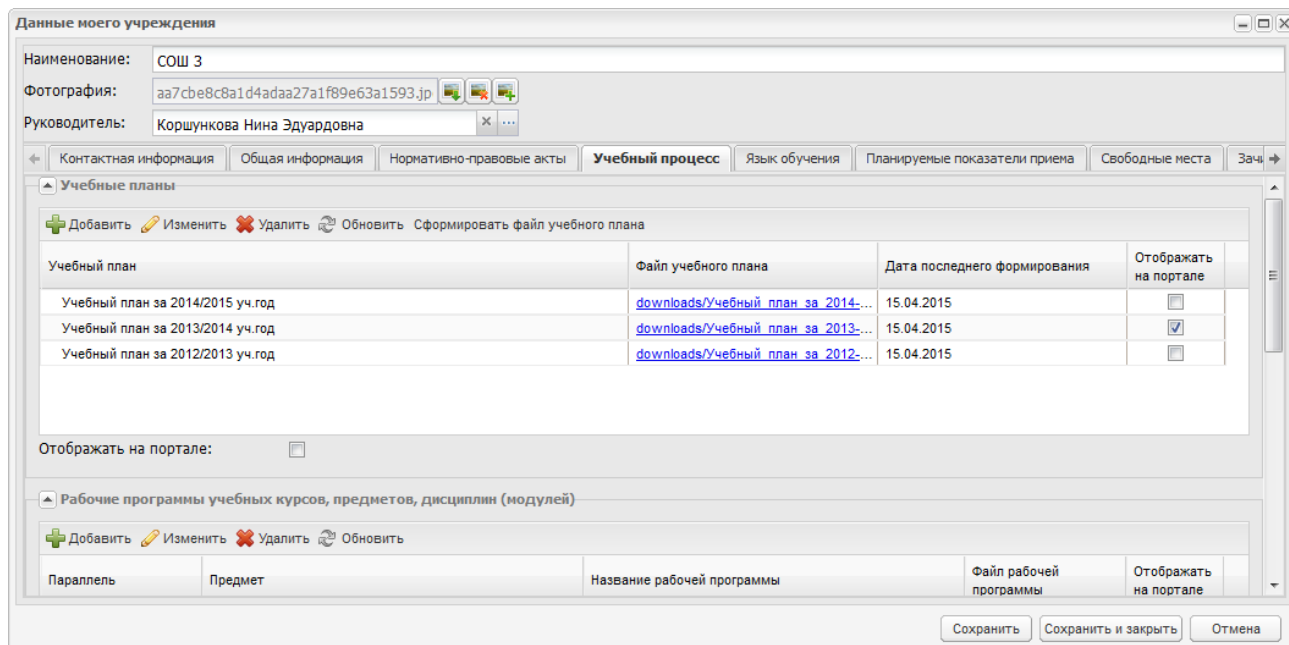 Данные моего учреждения
Наименование: СОШ 3
Фотография: aa7cbe8c8a1d4adaa27a1f89e63a1593.jp
Руководитель: Коршункова Нина Эдуардовна
Контактная информация Общая информация Нормативно-правовые акты Учебный процесс Язык обучения Планируемые показатели приема Свободные места Зачи
Учебные планы
Добавить Изменить Удалить Обновить Сформировать файл учебного плана
Учебный план Файл учебного плана Дата последнего формирования Отображать
на портале
Учебный план за 2014/2015 уч.год downloads/Учебный_план_за_2014-... 15.04.2015
Учебный план за 2013/2014 уч.год downloads/Учебный_план_за_2013-... 15.04.2015
Учебный план за 2012/2013 уч.год downloads/Учебный_план_за_2012-... 15.04.2015
Отображать на портале:
Рабочие программы учебных курсов, предметов, дисциплин (модулей)
Добавить Изменить Удалить Обновить
Параллель Предмет Название рабочей программы Файл рабочей Отображать
программы на портале
Сохранить Сохранить и закрыть Отмена